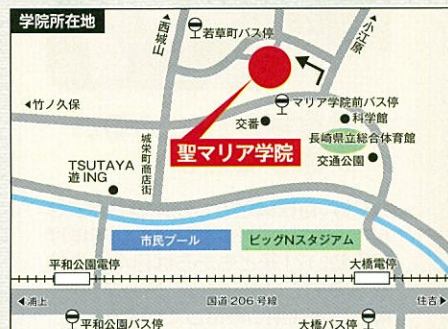 学院所在地
西城山
若草町バス停
小江原
竹ノ久保
マリア学院前バス停
交番
科学館
長崎県立総合体育館
交通公園
城栄町商店街
聖マリア学院
TSUTAYA
遊ING
市民プール
ビッグNスタジアム
平和公園電停
大橋電停
浦上
国道206号線
住吉
平和公園バス停
大橋バス停